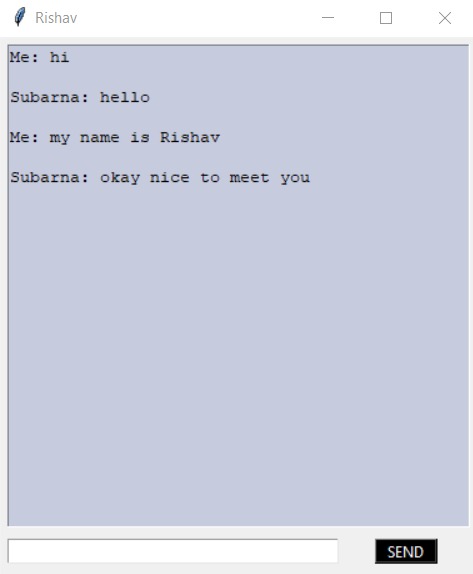 Rishav
Me: hi
Subarna: hello
Me: my name is Rishav
Subarna: okay nice to meet you
SEND